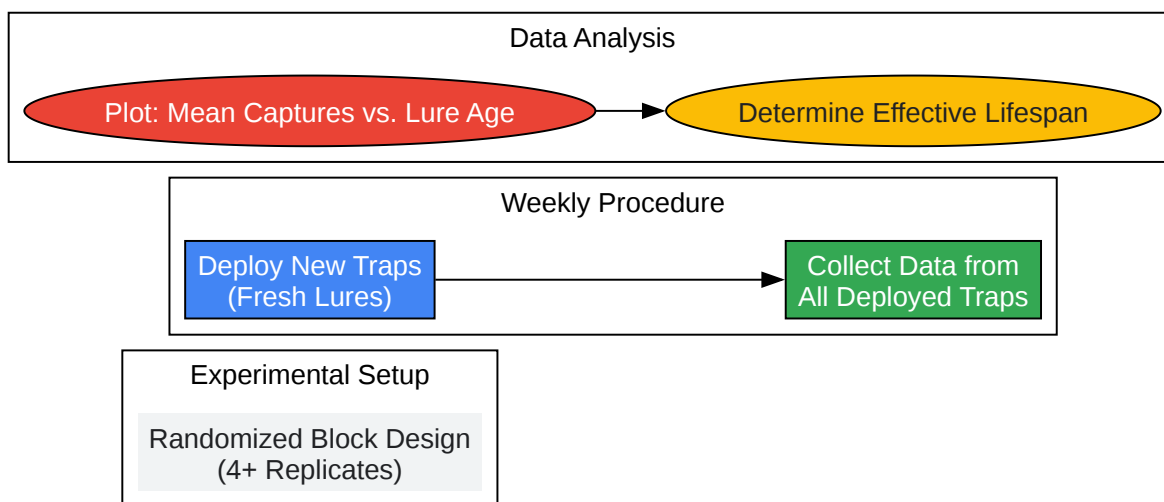 Data Analysis
Plot: Mean Captures vs. Lure Age
Determine Effective Lifespan
Weekly Procedure
Deploy New Traps
(Fresh Lures)
Collect Data from
All Deployed Traps
Experimental Setup
Randomized Block Design
(4+ Replicates)